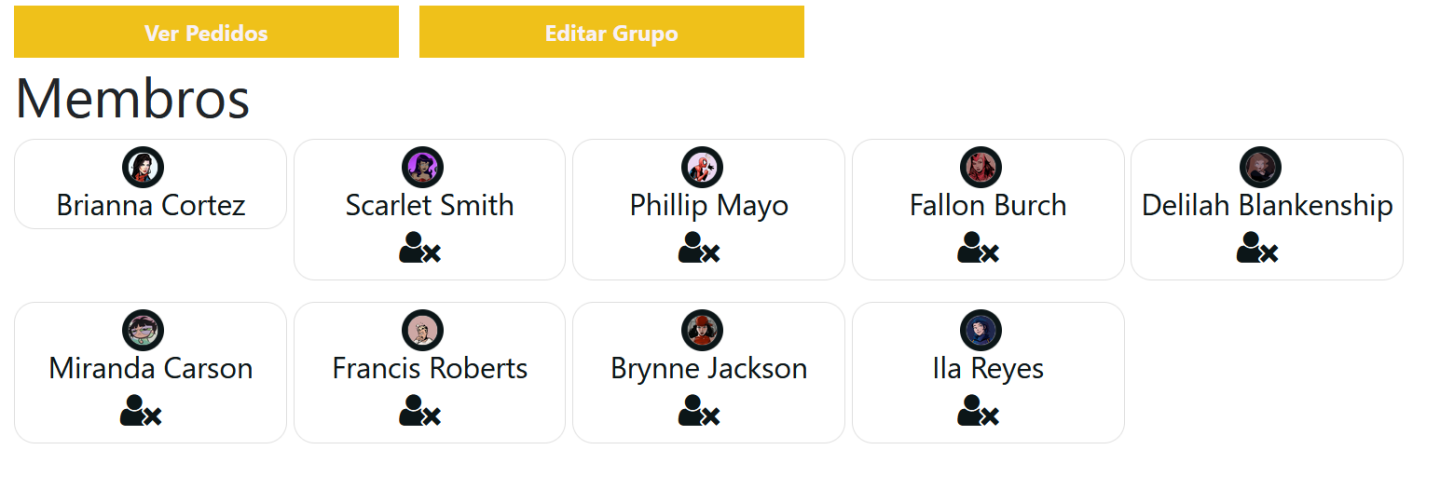 Ver Pedidos
Editar Grupo
Membros
Brianna Cortez
Scarlet Smith
Phillip Mayo
Fallon Burch
Delilah Blankenship
Miranda Carson
Francis Roberts
Brynne Jackson
Ila Reyes